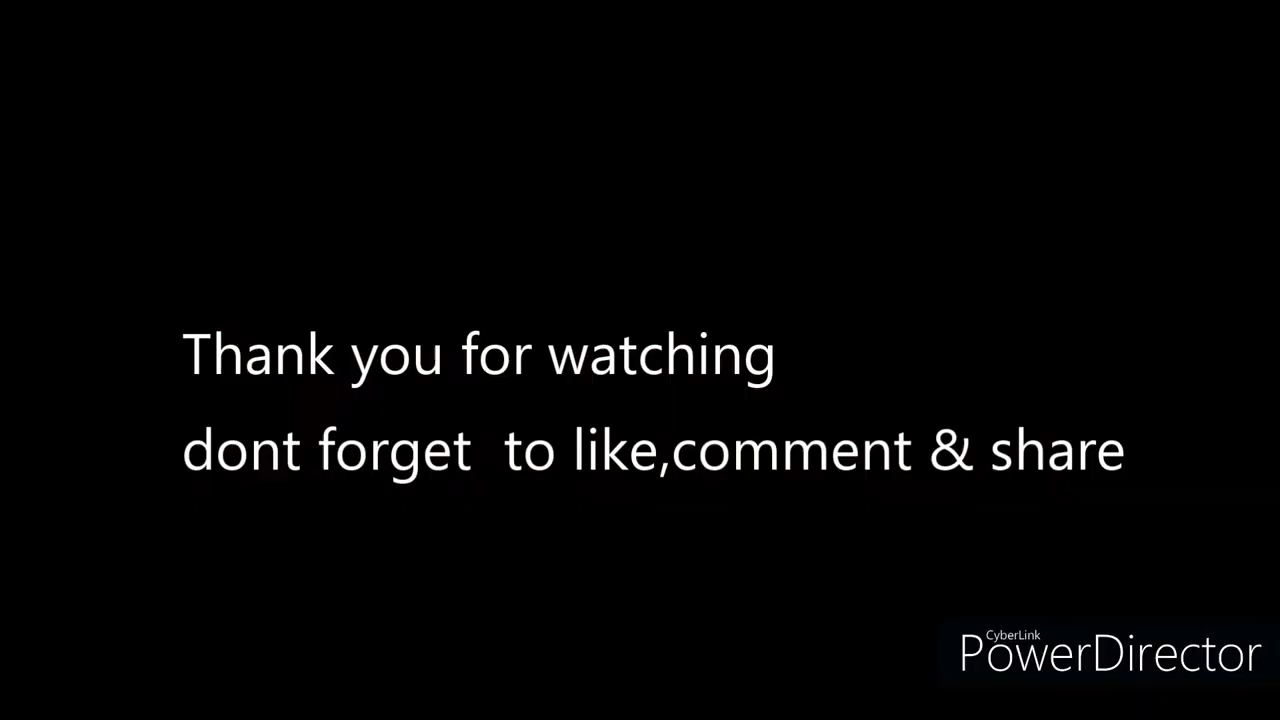 Thank you for watching
dont forget  to like,comment & share
CyberLink
PowerDirector